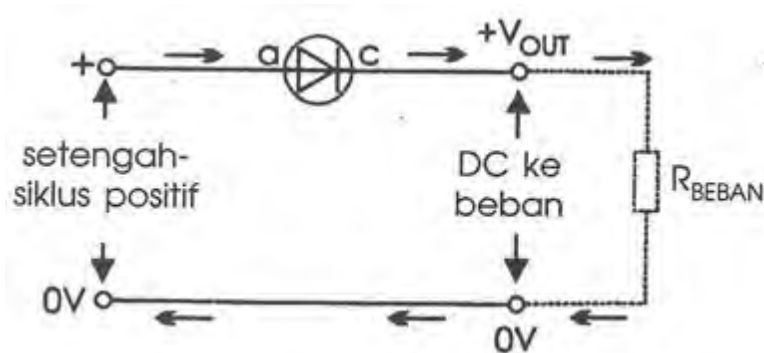 +
a
c
+VOUT
setengah-
siklus positif
DC ke
beban
RBEBAN
0V
0V